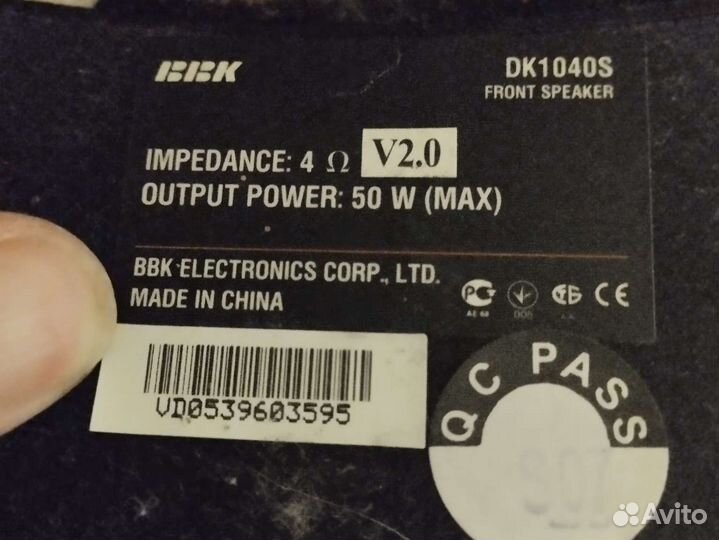 BBK
DK1040S
FRONT SPEAKER
IMPEDANCE: 4 Ω V2.0
OUTPUT POWER: 50 W (MAX)
BBK ELECTRONICS CORP., LTD.
MADE IN CHINA
CE
VD0539603595
QC PASS
Avito